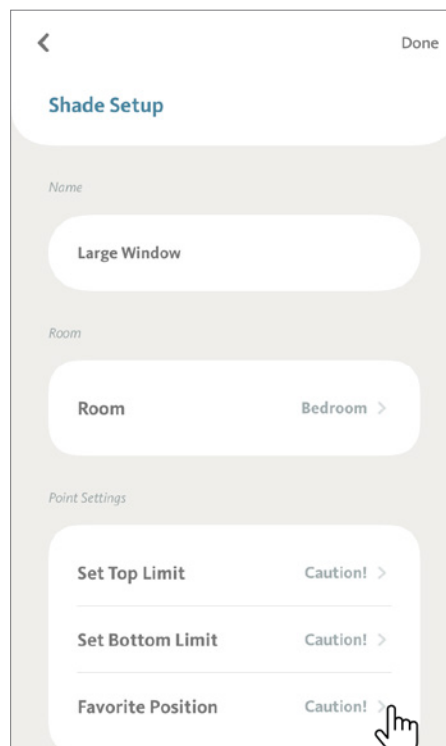 Done
Shade Setup
Name
Large Window
Room
Room Bedroom
Point Settings
Set Top Limit Caution!
Set Bottom Limit Caution!
Favorite Position Caution!